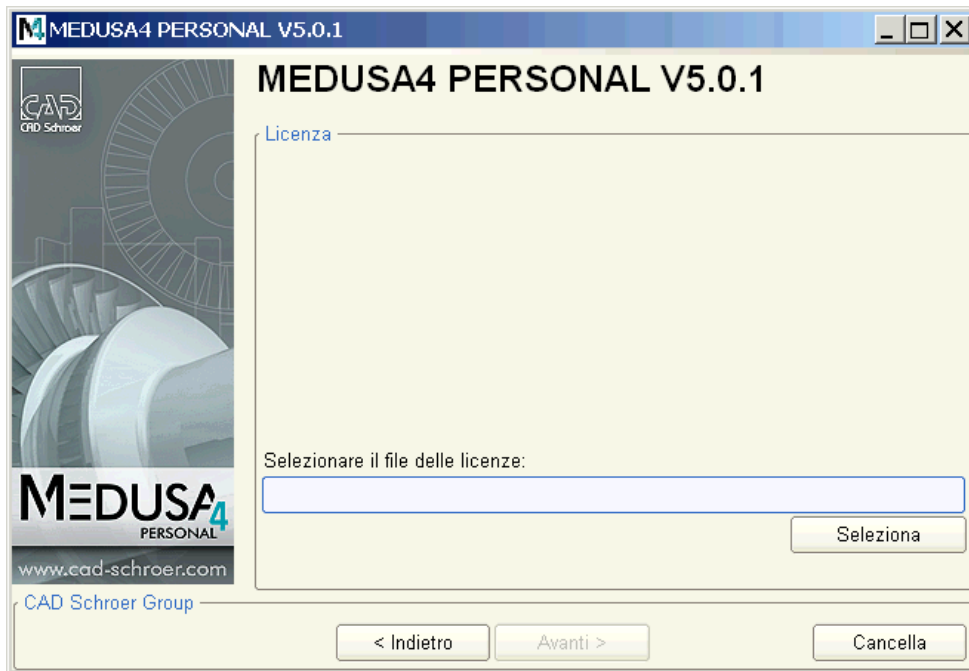 MEDUSA4 PERSONAL V5.0.1
MEDUSA4 PERSONAL V5.0.1
CAD
CAD Schroer
Licenza
Selezionare il file delle licenze:
Seleziona
MEDUSA4
PERSONAL
www.cad-schroer.com
CAD Schroer Group
< Indietro
Avanti >
Cancella